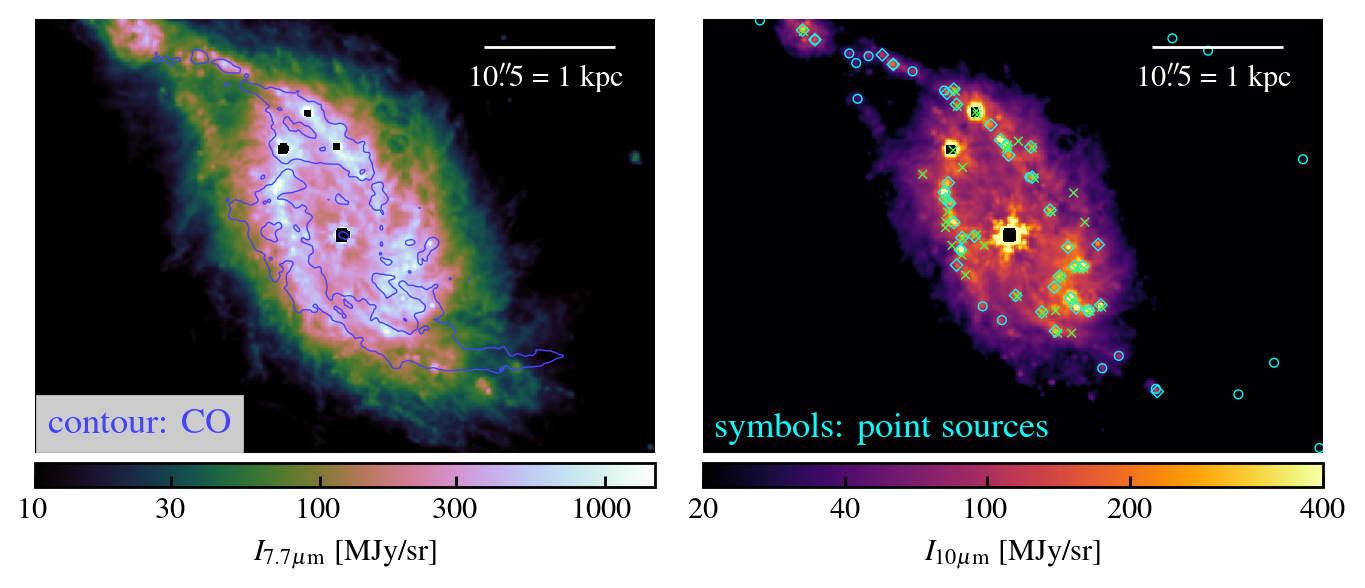 10.″5 = 1 kpc
contour: CO
10 30 100 300 1000
I7.7μm [MJy/sr]
10.″5 = 1 kpc
symbols: point sources
20 40 100 200 400
I10μm [MJy/sr]